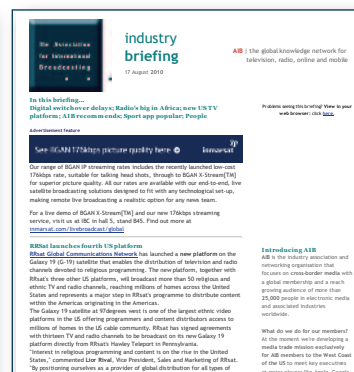 The Association
for International
Broadcasting
industry
briefing
17 August 2010
AIB | the global knowledge network for
television, radio, online and mobile
In this briefing...
Digital switchover delays; Radio's big in Africa; new US TV
platform; AIB recommends; Sport app popular; People
Problems seeing this briefing? View in your
web browser: click here.
Advertisement feature
See BGAN 176kbps picture quality here
inmarsat
Our range of BGAN IP streaming rates includes the recently launched low-cost
176kbps rate, suitable for talking head shots, through to BGAN X-Stream[TM]
for superior picture quality. All our rates are available with our end-to-end, live
satellite broadcasting solutions designed to fit with any technological set-up,
making remote live broadcasting a realistic option for any news team.
For a live demo of BGAN X-Stream[TM] and our new 176kbps streaming
service, visit us at IBC in hall 5, stand B45. Find out more at
inmarsat.com/livebroadcast/global
RRsat launches fourth US platform
RRsat Global Communications Network has launched a new platform on the
Galaxy 19 (G-19) satellite that enables the distribution of television and radio
channels devoted to religious programming. The new platform, together with
RRsat's three other US platforms, will broadcast more than 50 religious and
ethnic TV and radio channels, reaching millions of homes across the United
States and represents a major step in RRsat's programme to distribute content
within the Americas originating in the Americas.
The Galaxy 19 satellite at 97degrees west is one of the largest ethnic video
platforms in the US offering programmers and content distributors access to
millions of homes in the US cable community. RRsat has signed agreements
with thirteen TV and radio channels to be broadcast on its new Galaxy 19
platform directly from RRsat's Hawley Teleport in Pennsylvania.
"Interest in religious programming and content is on the rise in the United
States," commented Lior Rival, Vice President, Sales and Marketing of RRsat.
"By positioning ourselves as a provider of global distribution for all types of
Introducing AIB
AIB is the industry association and
networking organisation that
focuses on cross-border media with
a global membership and a reach
growing audience of more than
25,000 people in electronic media
and associated industries
worldwide.
What do we do for our members?
At the moment we're developing a
media trade mission exclusively
for AIB members to the West Coast
of the US to meet key executives